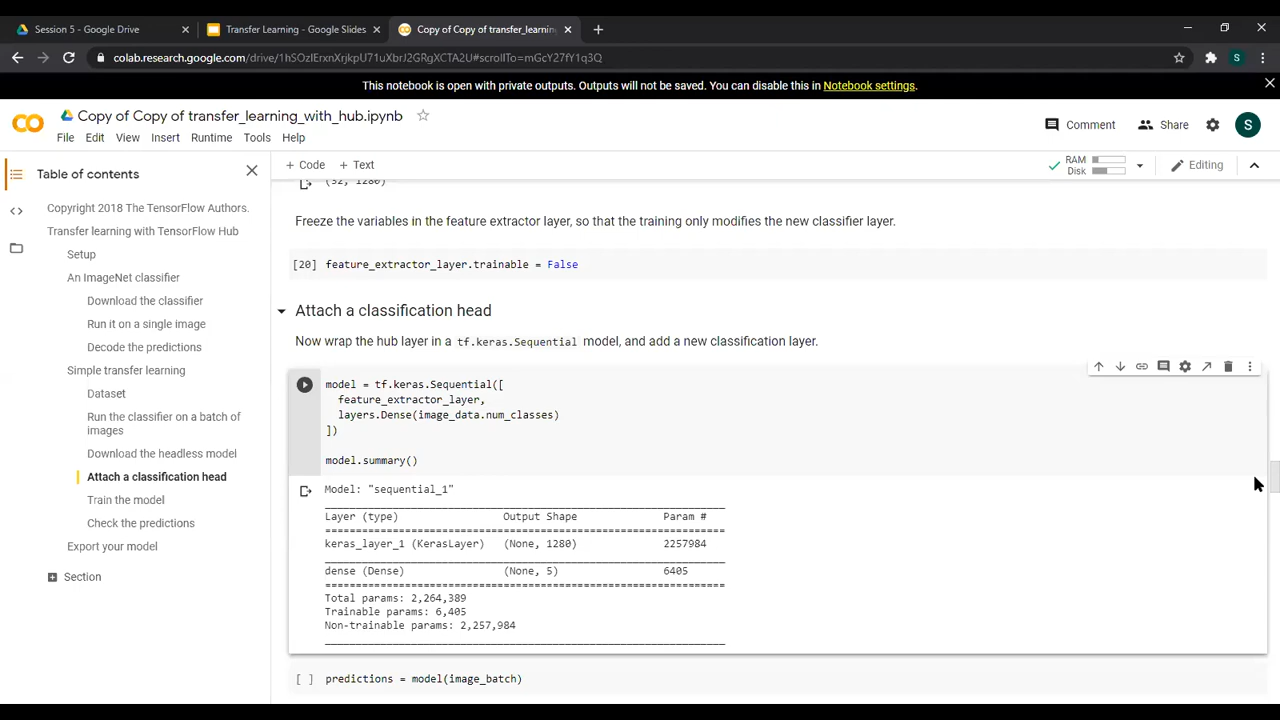 Session 5 - Google Drive
Transfer Learning - Google Slides
Copy of Copy of transfer_learning
colab.research.google.com/drive/1hSOzIErxnXrjkpU71uXbrJ2GRgXCTA2U#scrollTo=mGcY27fY1q3Q
S
This notebook is open with private outputs. Outputs will not be saved. You can disable this in Notebook settings.
Copy of Copy of transfer_learning_with_hub.ipynb
File Edit View Insert Runtime Tools Help
Comment
Share
S
Table of contents
Copyright 2018 The TensorFlow Authors.
Transfer learning with TensorFlow Hub
Setup
An ImageNet classifier
Download the classifier
Run it on a single image
Decode the predictions
Simple transfer learning
Dataset
Run the classifier on a batch of
images
Download the headless model
Attach a classification head
Train the model
Check the predictions
Export your model
Section
+ Code + Text
RAM
Disk
Editing
(32, 1280)
Freeze the variables in the feature extractor layer, so that the training only modifies the new classifier layer.
[20] feature_extractor_layer.trainable = False
Attach a classification head
Now wrap the hub layer in a tf.keras.Sequential model, and add a new classification layer.
model = tf.keras.Sequential([
feature_extractor_layer,
layers.Dense(image_data.num_classes)
])
model.summary()
Model: "sequential_1"
Layer (type) Output Shape Param #
=================================================================
keras_layer_1 (KerasLayer) (None, 1280) 2257984
dense (Dense) (None, 5) 6405
=================================================================
Total params: 2,264,389
Trainable params: 6,405
Non-trainable params: 2,257,984
[ ] predictions = model(image_batch)